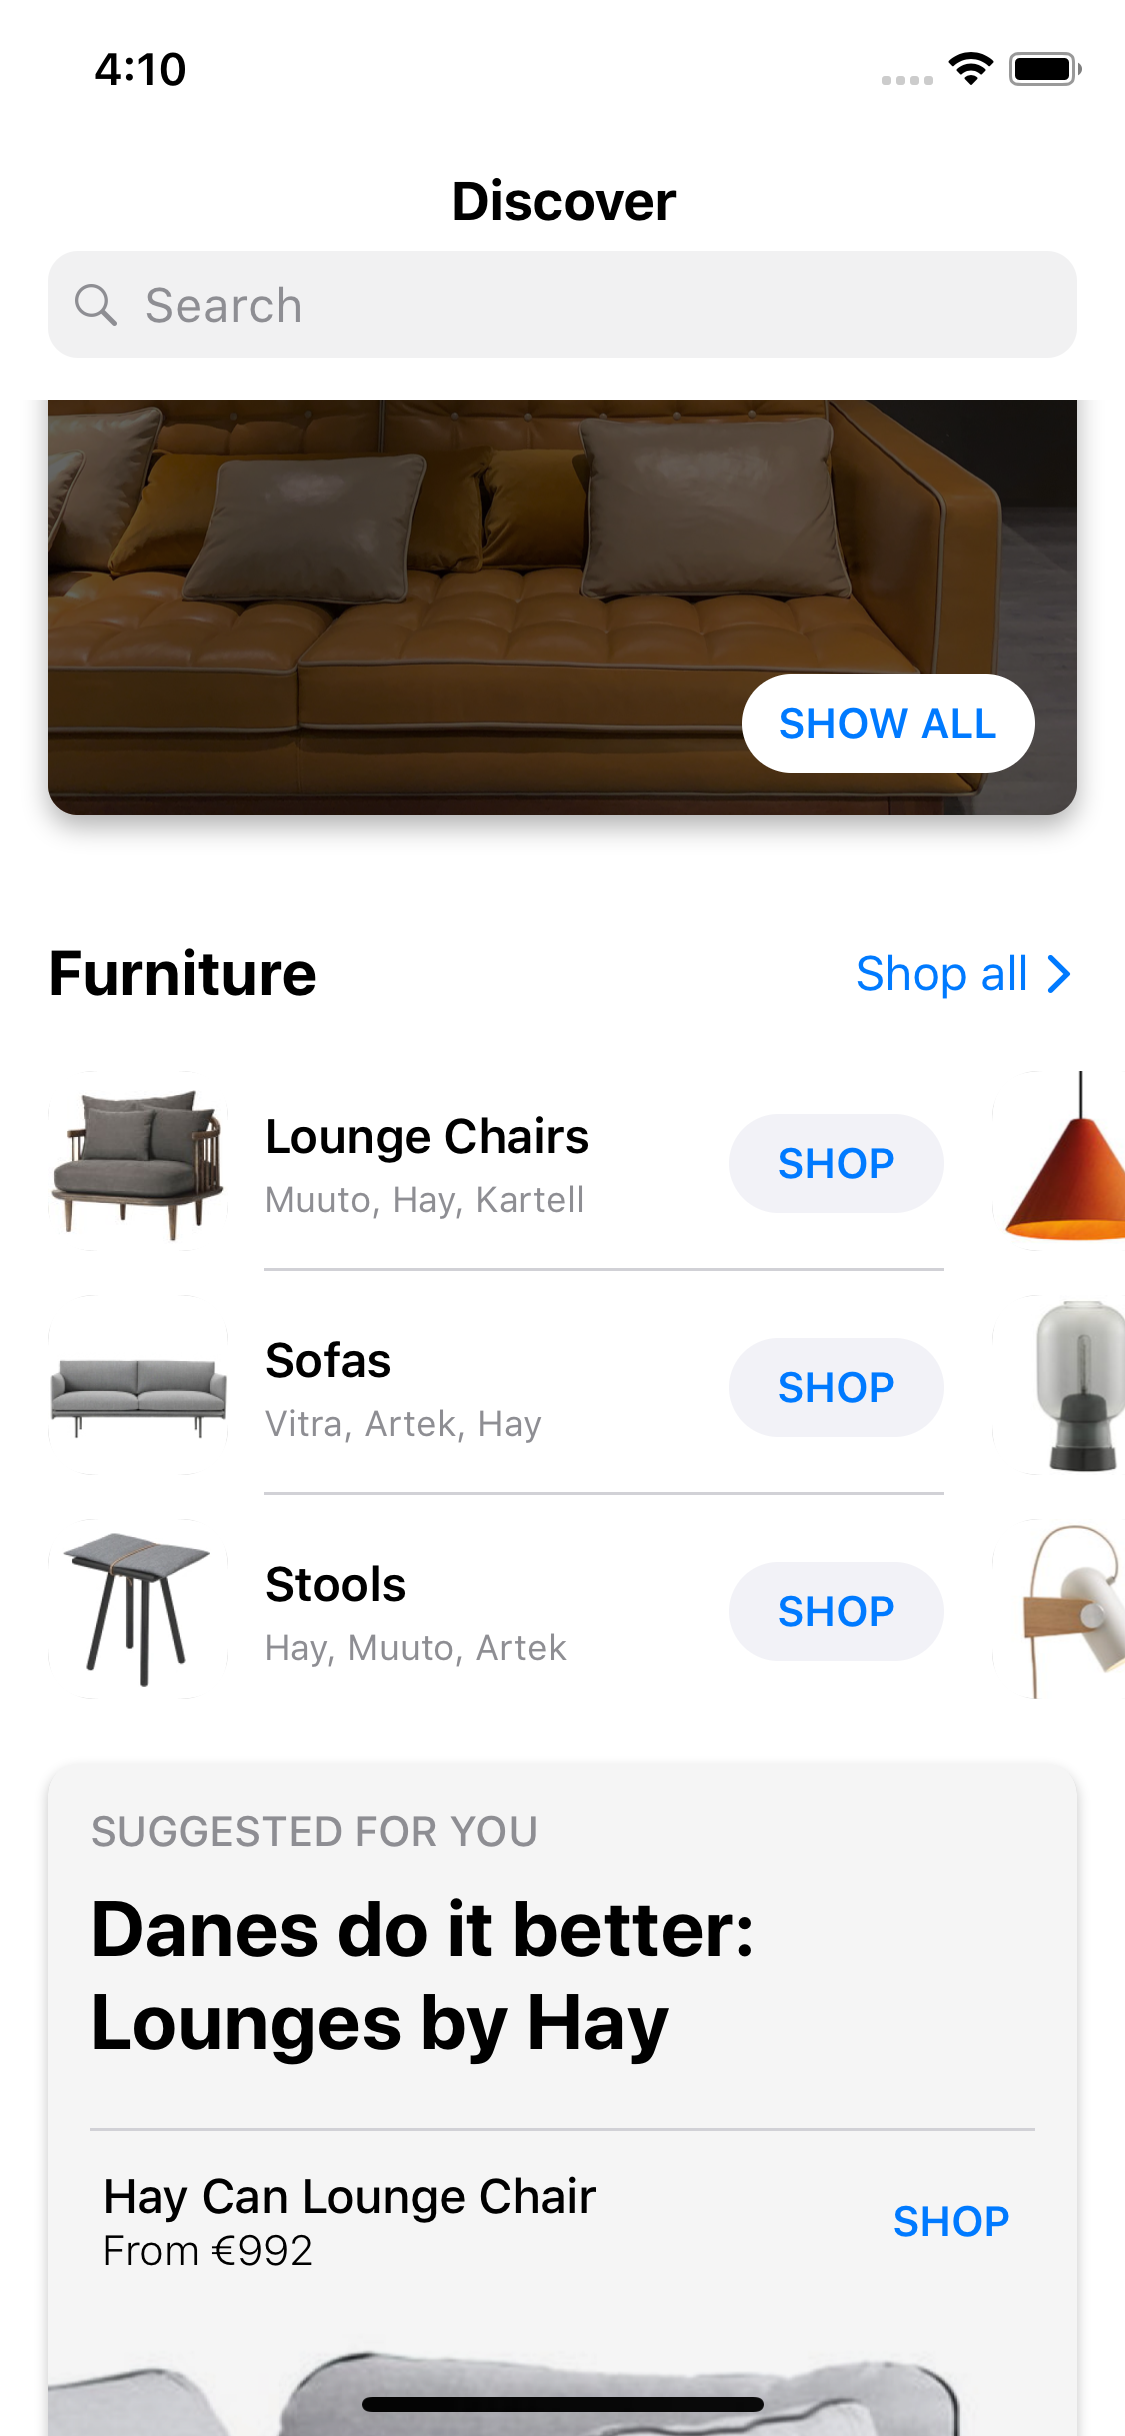 4:10
Discover
Search
SHOW ALL
Furniture
Shop all
Lounge Chairs
Muuto, Hay, Kartell
SHOP
Sofas
Vitra, Artek, Hay
SHOP
Stools
Hay, Muuto, Artek
SHOP
SUGGESTED FOR YOU
Danes do it better:
Lounges by Hay
Hay Can Lounge Chair
From €992
SHOP